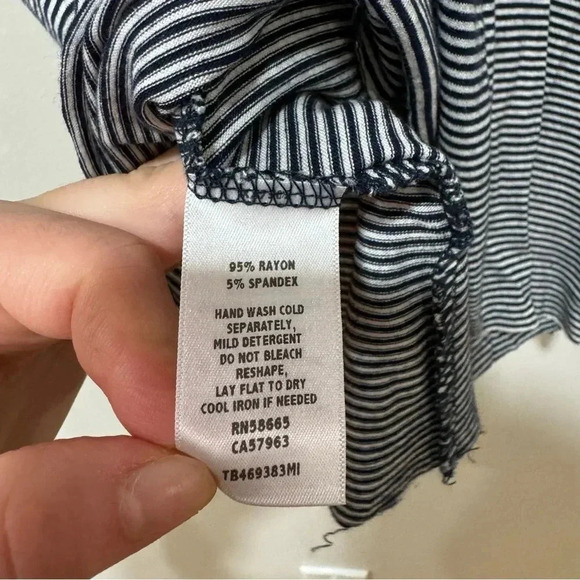 95% RAYON
5% SPANDEX
HAND WASH COLD
SEPARATELY,
MILD DETERGENT
DO NOT BLEACH
RESHAPE,
LAY FLAT TO DRY
COOL IRON IF NEEDED
RN58665
CA57963
TB469383MI